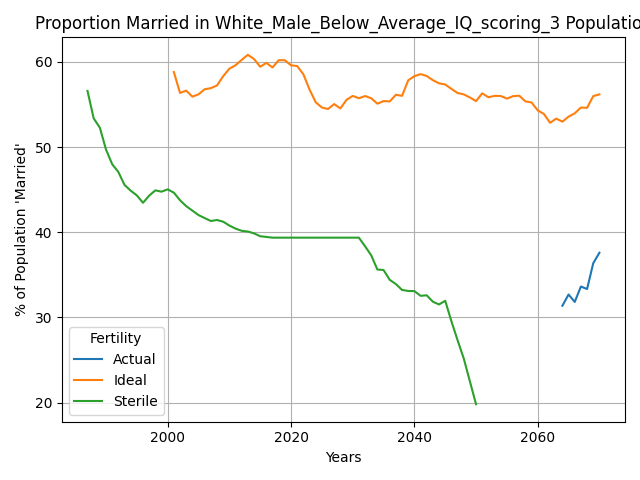 Proportion Married in White_Male_Below_Average_IQ_scoring_3 Populatio
% of Population 'Married'
60
50
40
30
20
Fertility
Actual
Ideal
Sterile
2000 2020 2040 2060
Years